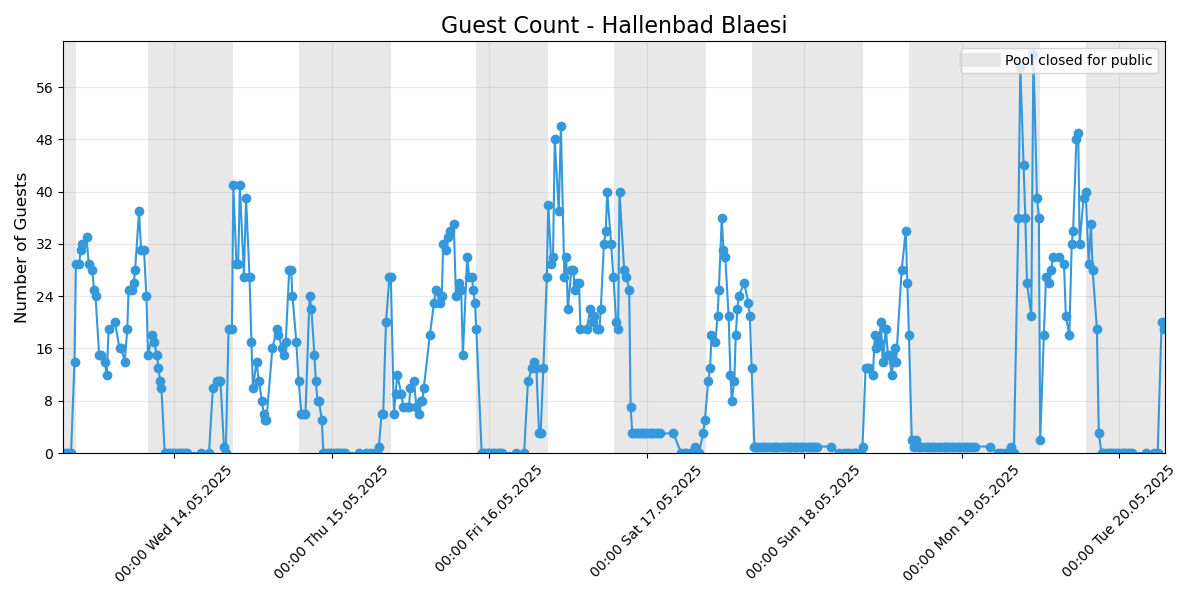 Guest Count - Hallenbad Blaesi
Pool closed for public
Number of Guests
56
48
40
32
24
16
8
0
00:00 Wed 14.05.2025
00:00 Thu 15.05.2025
00:00 Fri 16.05.2025
00:00 Sat 17.05.2025
00:00 Sun 18.05.2025
00:00 Mon 19.05.2025
00:00 Tue 20.05.2025